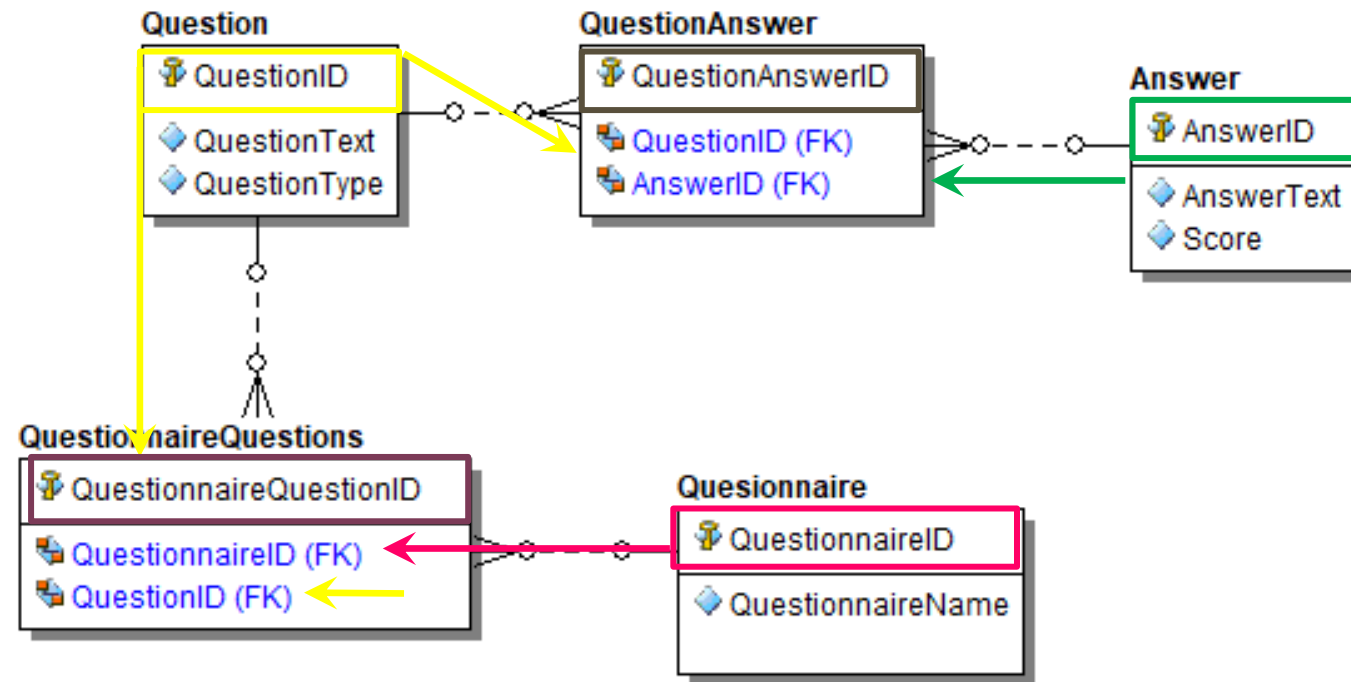 Question
QuestionID
QuestionText
QuestionType
QuestionAnswer
QuestionAnswerID
QuestionID (FK)
AnswerID (FK)
Answer
AnswerID
AnswerText
Score
QuestionnaireQuestions
QuestionnaireQuestionID
QuestionnaireID (FK)
QuestionID (FK)
Quesionnaire
QuestionnaireID
QuestionnaireName